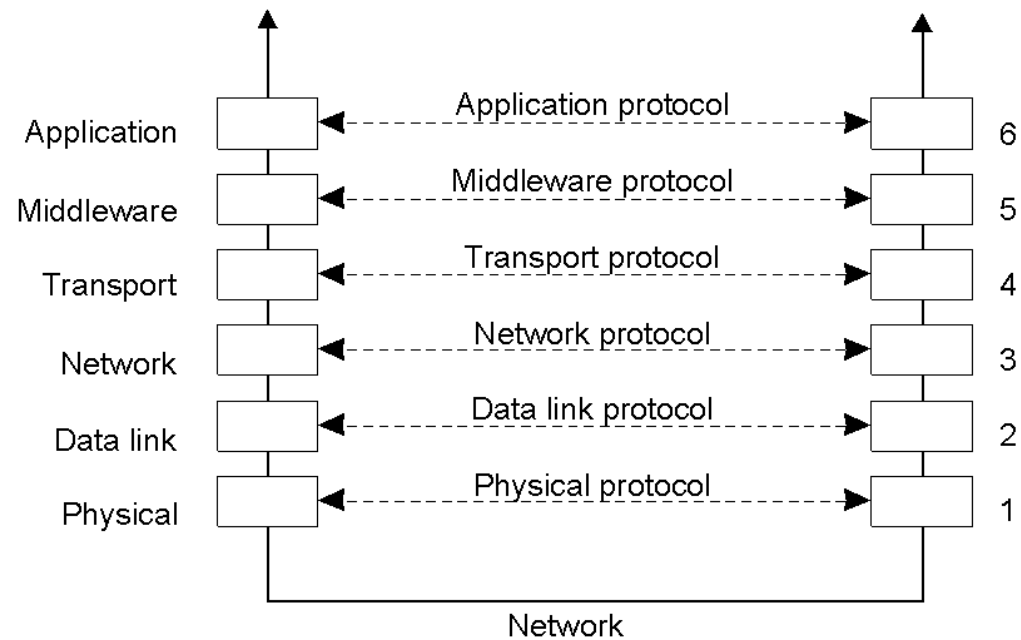 Application protocol
Application 6
Middleware protocol
Middleware 5
Transport protocol
Transport 4
Network protocol
Network 3
Data link protocol
Data link 2
Physical protocol
Physical 1
Network